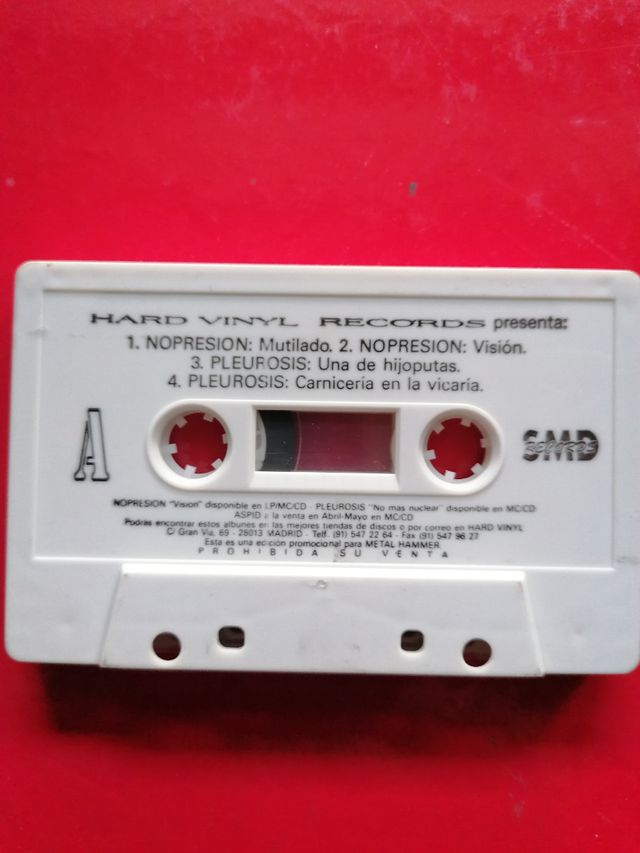 HARD VINYL RECORDS presenta:
1. NOPRESION: Mutilado. 2. NOPRESION: Visión.
3. PLEUROSIS: Una de hijoputas.
4. PLEUROSIS: Carnicería en la vicaría.
A
SMD
RECORDS
NOPRESION "Vision" disponible en LP/MC/CD - PLEUROSIS "No mas nuclear" disponible en MC/CD
ASPID a la venta en Abril-Mayo en MC/CD
Podrás encontrar estos albunes en las mejores tiendas de discos o por correo en HARD VINYL
C/ Gran Via, 69 - 28013 MADRID - Telf. (91) 547 22 64 - Fax (91) 547 96 27
Esta es una edición promocional para METAL HAMMER.
PROHIBIDA SU VENTA